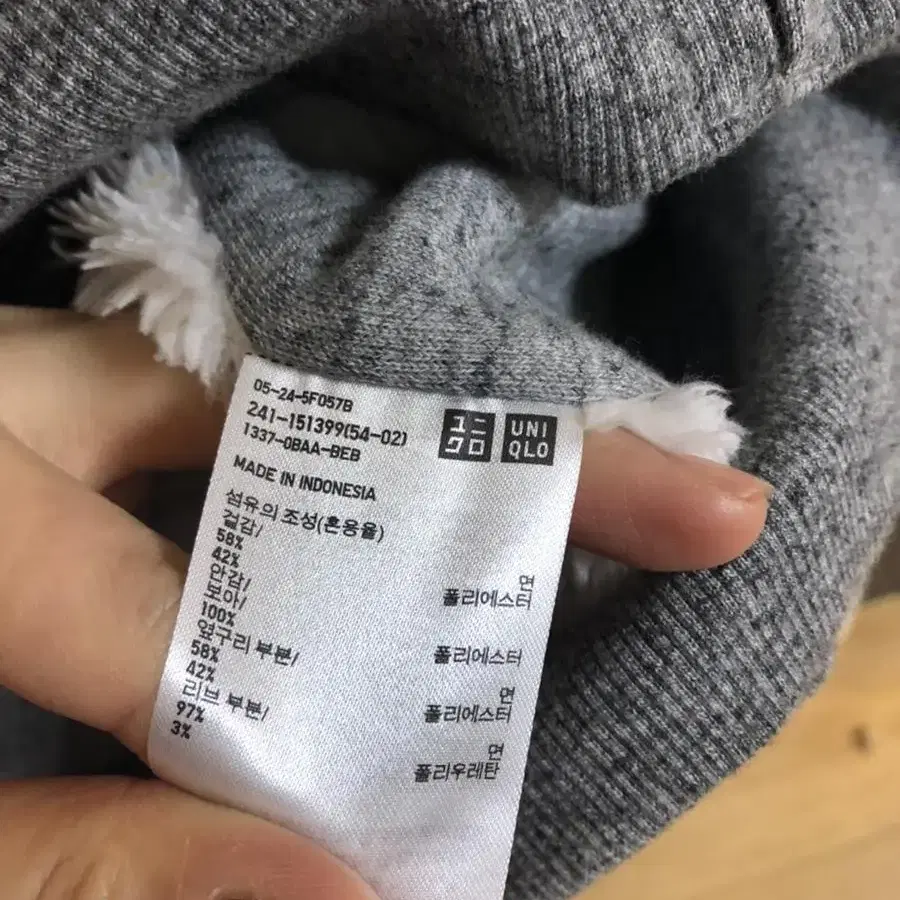 05-24-5F057B
241-151399(54-02)
1337-0BAA-BEB
ユニ
クロ
UNI
QLO
MADE IN INDONESIA
섬유의 조성(혼용율)
겉감/
58% 면
42% 폴리에스터
안감/
보아/
100% 폴리에스터
옆구리 부분/
58% 면
42% 폴리에스터
리브 부분/
97% 면
3% 폴리우레탄